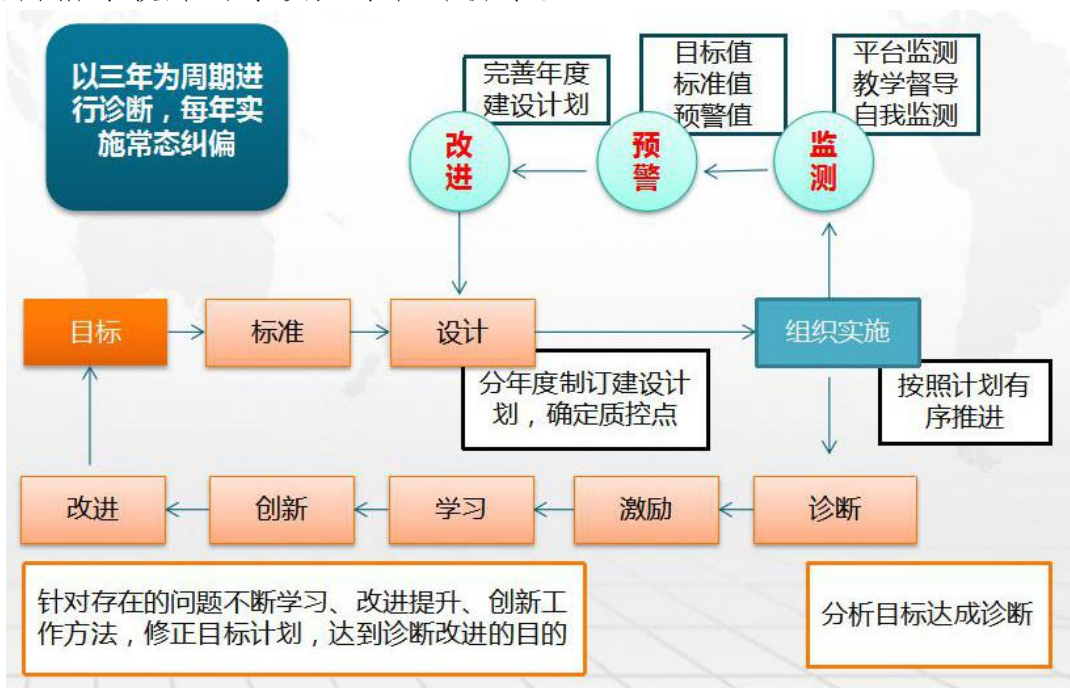 以三年为周期进
行诊断，每年实
施常态纠偏
完善年度
建设计划
目标值
标准值
预警值
平台监测
教学督导
自我监测
改
进
预
警
监
测
目标
标准
设计
组织实施
分年度制订建设计
划，确定质控点
按照计划有
序推进
改进
创新
学习
激励
诊断
针对存在的问题不断学习、改进提升、创新工
作方法，修正目标计划，达到诊断改进的目的
分析目标达成诊断